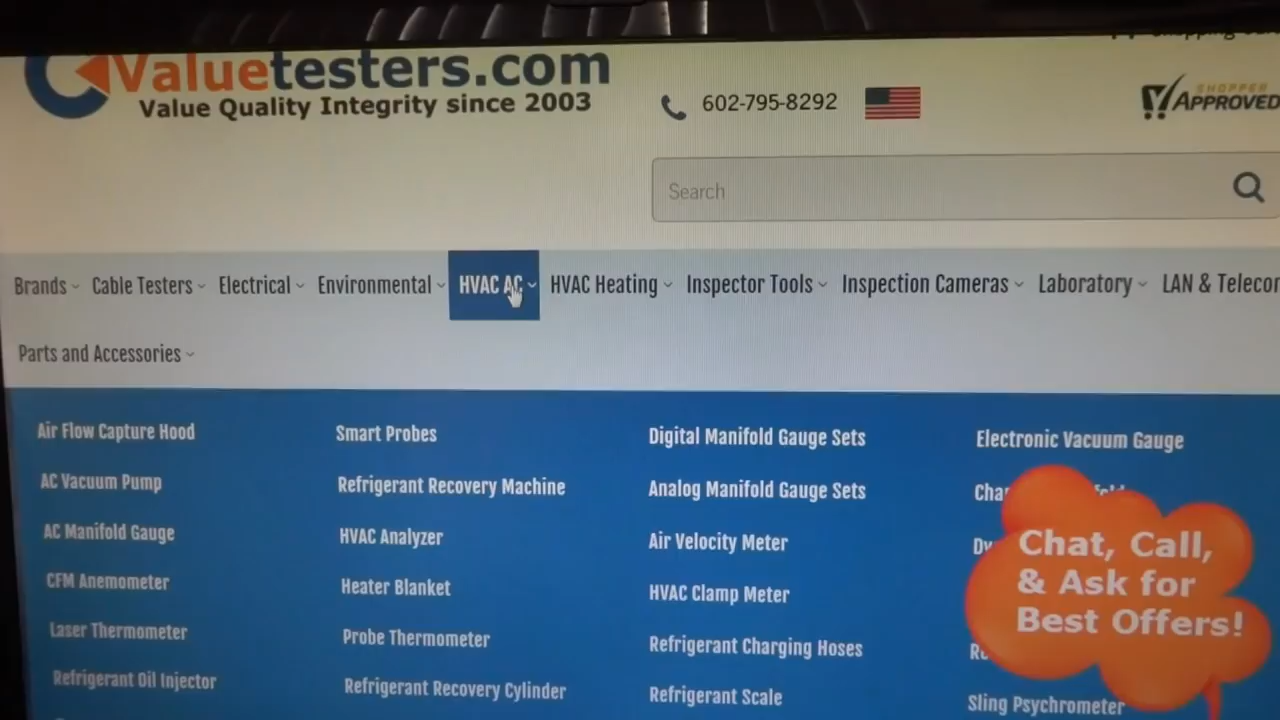 Valuetesters.com
Value Quality Integrity since 2003
602-795-8292
SHOPPER
APPROVED
Search
Brands Cable Testers Electrical Environmental HVAC AC HVAC Heating Inspector Tools Inspection Cameras Laboratory LAN & Telecor
Parts and Accessories
Air Flow Capture Hood Smart Probes Digital Manifold Gauge Sets Electronic Vacuum Gauge
AC Vacuum Pump Refrigerant Recovery Machine Analog Manifold Gauge Sets
AC Manifold Gauge HVAC Analyzer Air Velocity Meter
CFM Anemometer Heater Blanket HVAC Clamp Meter
Laser Thermometer Probe Thermometer Refrigerant Charging Hoses
Refrigerant Oil Injector Refrigerant Recovery Cylinder Refrigerant Scale Sling Psychrometer
Chat, Call,
& Ask for
Best Offers!